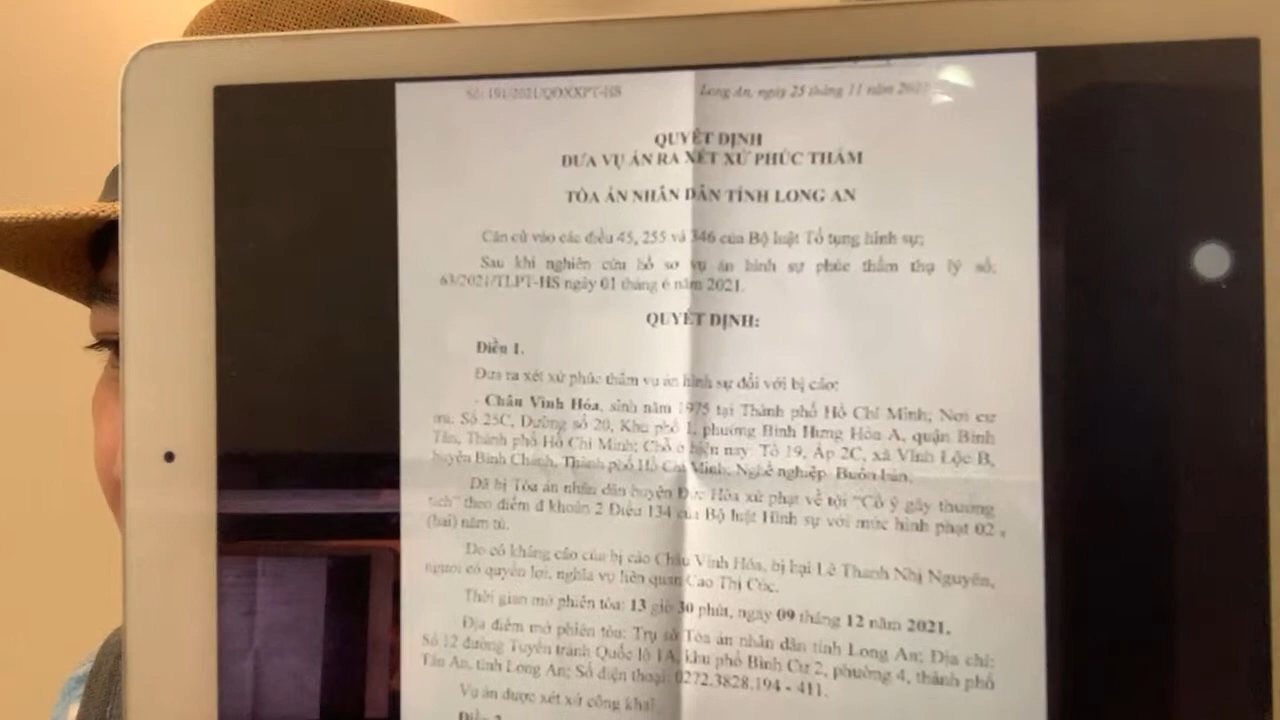 Số: 191/2021/QĐXXPT-HS
Long An, ngày 25 tháng 11 năm 2021
QUYẾT ĐỊNH
ĐƯA VỤ ÁN RA XÉT XỬ PHÚC THẨM
TÒA ÁN NHÂN DÂN TỈNH LONG AN
Căn cứ vào các điều 45, 255 và 346 của Bộ luật Tố tụng hình sự;
Sau khi nghiên cứu hồ sơ vụ án hình sự phúc thẩm thụ lý số:
63/2021/TLPT-HS ngày 01 tháng 6 năm 2021.
QUYẾT ĐỊNH:
Điều 1.
Đưa ra xét xử phúc thẩm vụ án hình sự đối với bị cáo:
- Châu Vinh Hóa, sinh năm 1975 tại Thành phố Hồ Chí Minh; Nơi cư
trú: Số 25C, Đường số 20, Khu phố 1, phường Bình Hưng Hòa A, quận Bình
Tân, Thành phố Hồ Chí Minh; Chỗ ở hiện nay: Tổ 19, Ấp 2C, xã Vĩnh Lộc B,
huyện Bình Chánh, Thành phố Hồ Chí Minh; Nghề nghiệp: Buôn bán.
Đã bị Tòa án nhân dân huyện Đức Hòa xử phạt về tội "Cố ý gây thương
tích" theo điểm đ khoản 2 Điều 134 của Bộ luật Hình sự với mức hình phạt 02
(hai) năm tù.
Do có kháng cáo của bị cáo Châu Vinh Hóa, bị hại Lê Thanh Nhị Nguyên,
người có quyền lợi, nghĩa vụ liên quan Cao Thị Cúc.
Thời gian mở phiên tòa: 13 giờ 30 phút, ngày 09 tháng 12 năm 2021.
Địa điểm mở phiên tòa: Trụ sở Tòa án nhân dân tỉnh Long An; Địa chỉ:
Số 12 đường Tuyến tránh Quốc lộ 1A, khu phố Bình Cư 2, phường 4, thành phố
Tân An, tỉnh Long An; Số điện thoại: 0272.3828.194 - 411.
Vụ án được xét xử công khai.